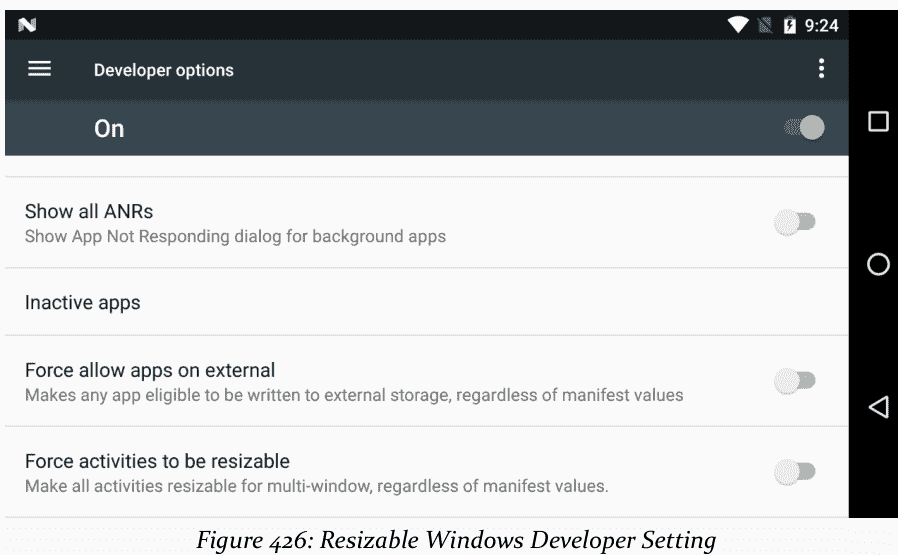 9:24
Developer options
On
Show all ANRs
Show App Not Responding dialog for background apps
Inactive apps
Force allow apps on external
Makes any app eligible to be written to external storage, regardless of manifest values
Force activities to be resizable
Make all activities resizable for multi-window, regardless of manifest values.
Figure 426: Resizable Windows Developer Setting